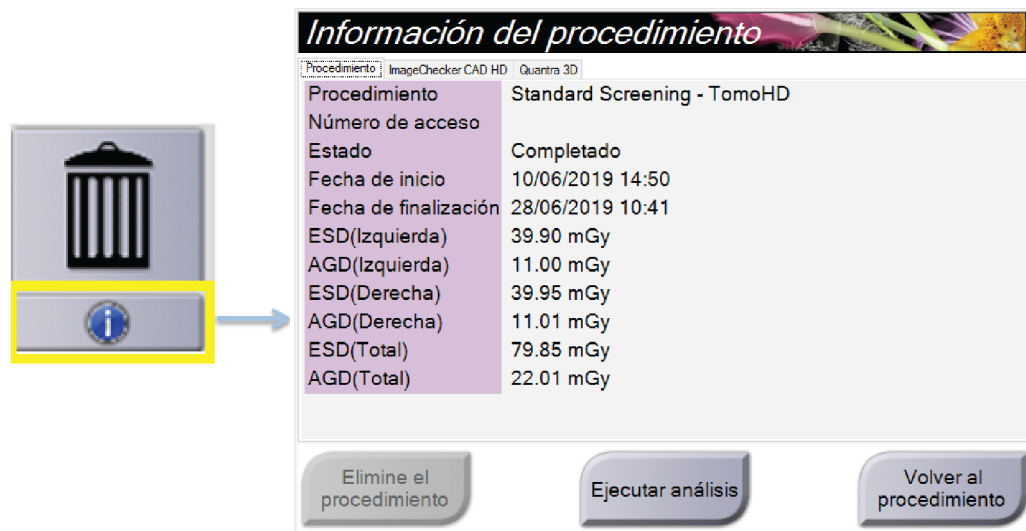 Información del procedimiento
Procedimiento ImageChecker CAD HD Quantra 3D
Procedimiento Standard Screening - TomoHD
Número de acceso
Estado Completado
Fecha de inicio 10/06/2019 14:50
Fecha de finalización 28/06/2019 10:41
ESD(Izquierda) 39.90 mGy
AGD(Izquierda) 11.00 mGy
ESD(Derecha) 39.95 mGy
AGD(Derecha) 11.01 mGy
ESD(Total) 79.85 mGy
AGD(Total) 22.01 mGy
i
Elimine el
procedimiento
Ejecutar análisis
Volver al
procedimiento